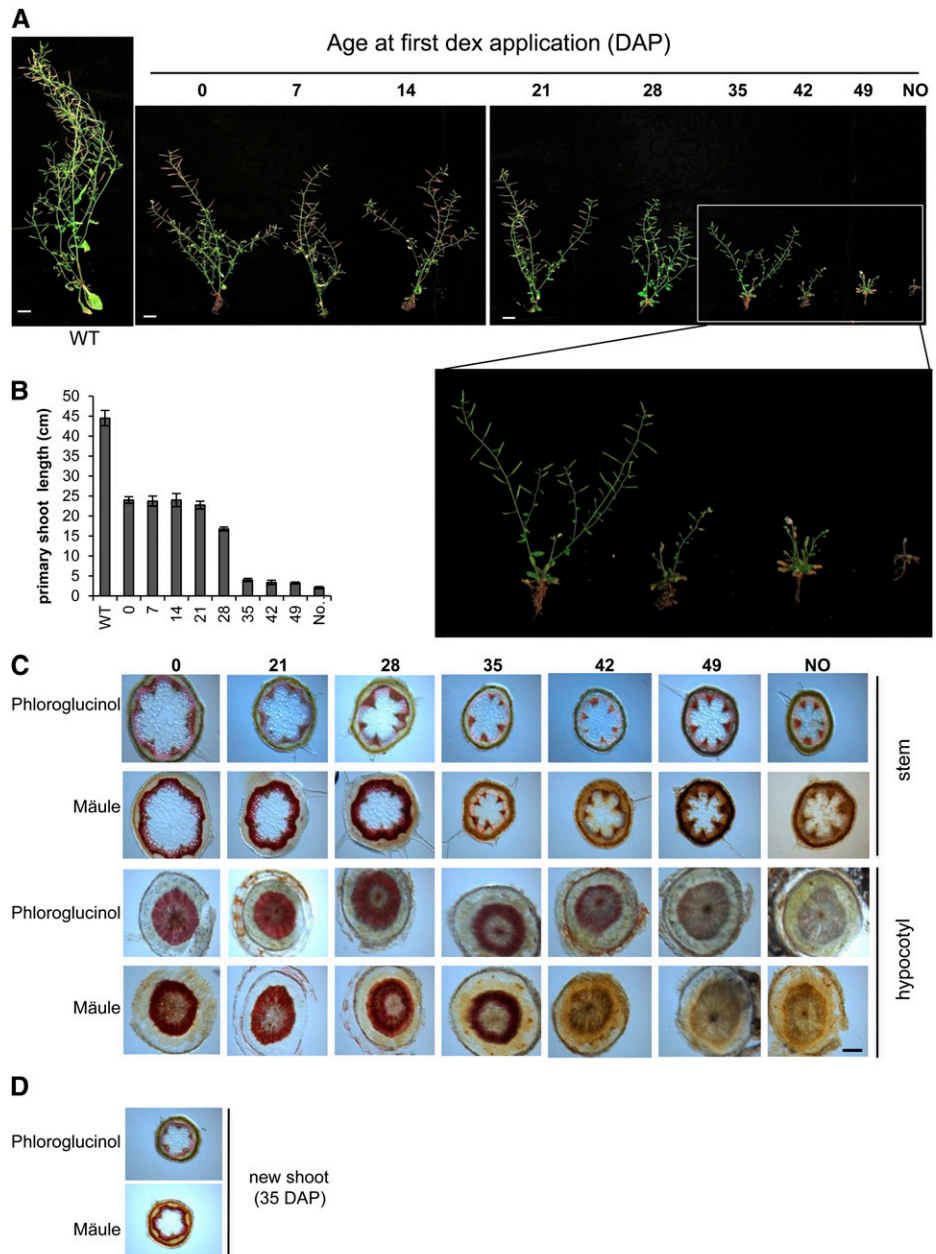 A
Age at first dex application (DAP)
0 7 14 21 28 35 42 49 NO
WT
B
primary shoot length (cm)
50
45
40
35
30
25
20
15
10
5
0
WT 0 7 14 21 28 35 42 49 No.
C
0 21 28 35 42 49 NO
Phloroglucinol
Mäule
stem
Phloroglucinol
Mäule
hypocotyl
D
Phloroglucinol
Mäule
new shoot
(35 DAP)